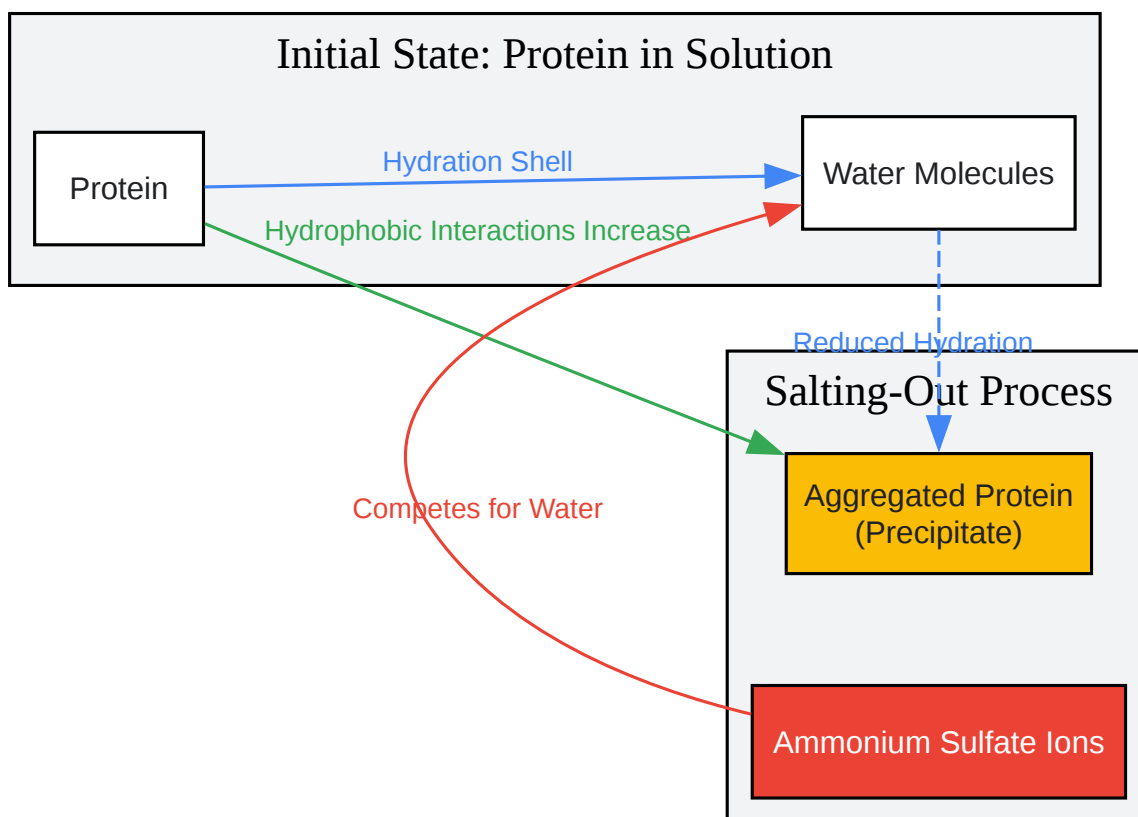 Initial State: Protein in Solution
Protein
Hydration Shell
Water Molecules
Hydrophobic Interactions Increase
Reduced Hydration
Salting-Out Process
Aggregated Protein
(Precipitate)
Competes for Water
Ammonium Sulfate Ions